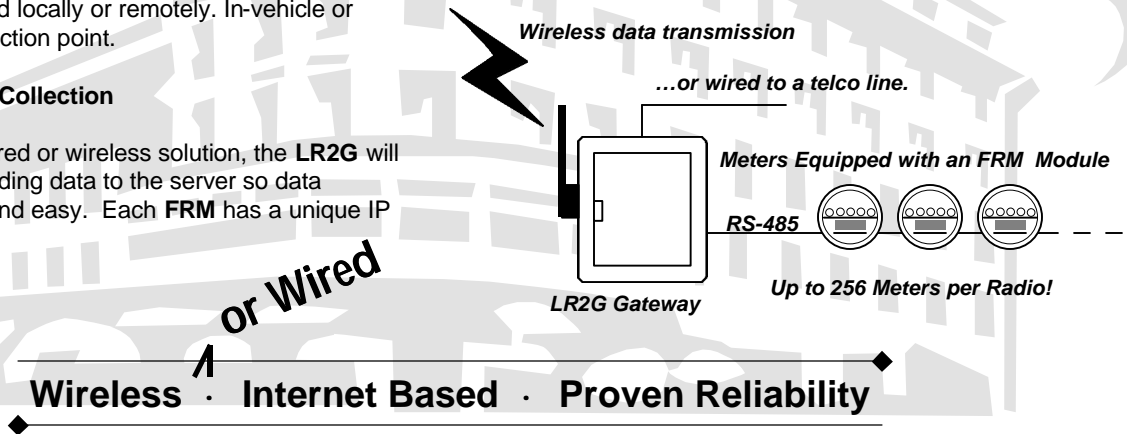 d locally or remotely. In-vehicle or
ction point.
Collection
red or wireless solution, the LR2G will
ding data to the server so data
nd easy. Each FRM has a unique IP
Wireless data transmission
…or wired to a telco line.
Meters Equipped with an FRM Module
RS-485
Up to 256 Meters per Radio!
LR2G Gateway
or Wired
Wireless · Internet Based · Proven Reliability